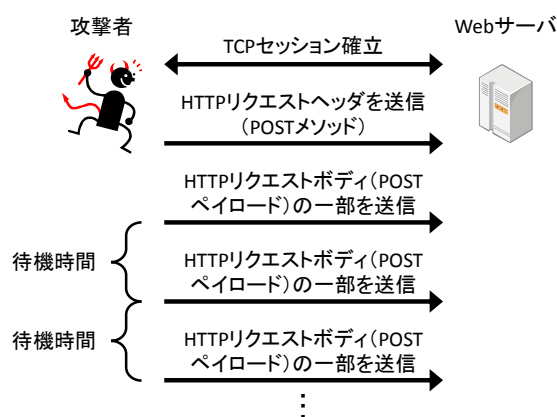 攻撃者
Webサーバ
TCPセッション確立
HTTPリクエストヘッダを送信
(POSTメソッド)
HTTPリクエストボディ(POST
ペイロード)の一部を送信
待機時間
HTTPリクエストボディ(POST
ペイロード)の一部を送信
待機時間
HTTPリクエストボディ(POST
ペイロード)の一部を送信
⋮